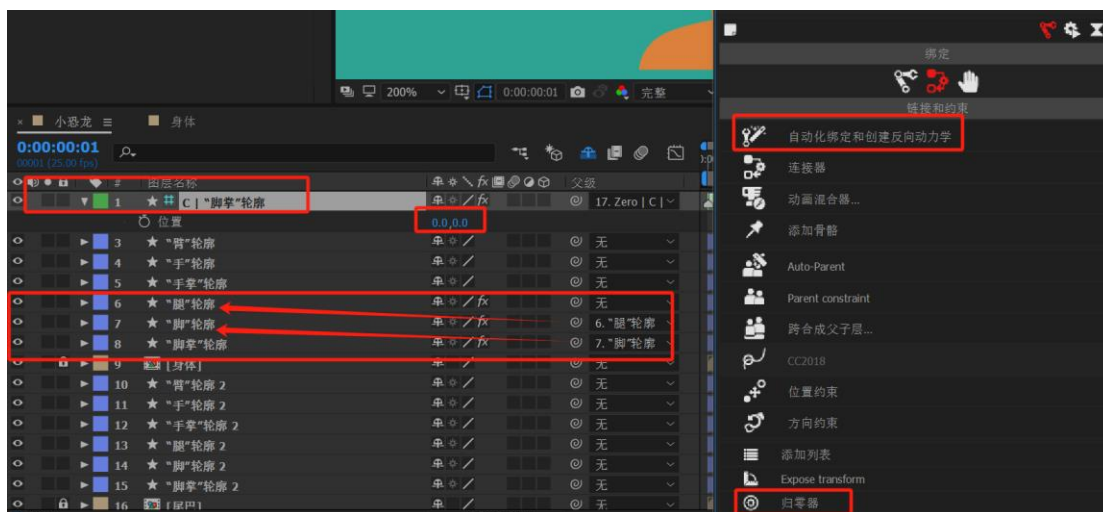 绑定
200%
0:00:00:01
完整
链接和约束
× 小恐龙 ≡
身体
自动化绑定和创建反向动力学
0:00:00:01
00001 (25.00 fps)
连接器
# 图层名称
fx
父级
动画混合器...
1 C | "脚掌"轮廓
fx
17. Zero | C |
位置
0.0,0.0
添加骨骼
3 "臂"轮廓
无
4 "手"轮廓
无
Auto-Parent
5 "手掌"轮廓
无
6 "腿"轮廓
fx
无
Parent constraint
7 "脚"轮廓
fx
6. "腿"轮廓
8 "脚掌"轮廓
fx
7. "脚"轮廓
跨合成父子层...
9 [身体]
无
CC2018
10 "臂"轮廓 2
无
11 "手"轮廓 2
无
位置约束
12 "手掌"轮廓 2
无
方向约束
13 "腿"轮廓 2
无
14 "脚"轮廓 2
无
添加列表
15 "脚掌"轮廓 2
无
Expose transform
16 [尾巴]
无
归零器